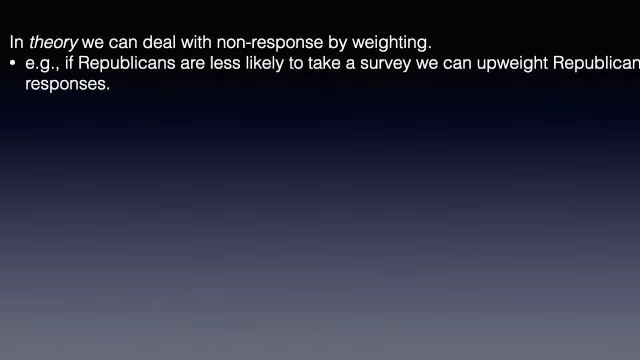 In theory we can deal with non-response by weighting.
• e.g., if Republicans are less likely to take a survey we can upweight Republican
responses.